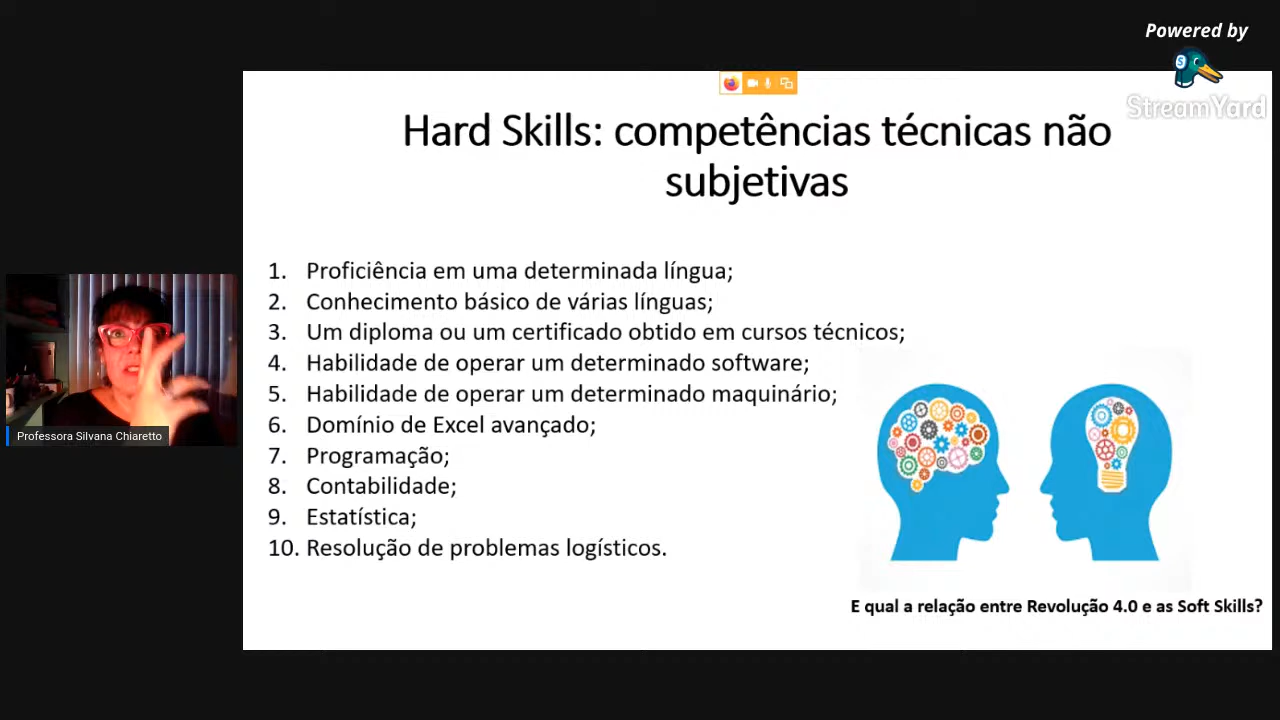 Powered by
StreamYard
Hard Skills: competências técnicas não
subjetivas
1. Proficiência em uma determinada língua;
2. Conhecimento básico de várias línguas;
3. Um diploma ou um certificado obtido em cursos técnicos;
4. Habilidade de operar um determinado software;
5. Habilidade de operar um determinado maquinário;
6. Domínio de Excel avançado;
7. Programação;
8. Contabilidade;
9. Estatística;
10. Resolução de problemas logísticos.
Professora Silvana Chiaretto
E qual a relação entre Revolução 4.0 e as Soft Skills?